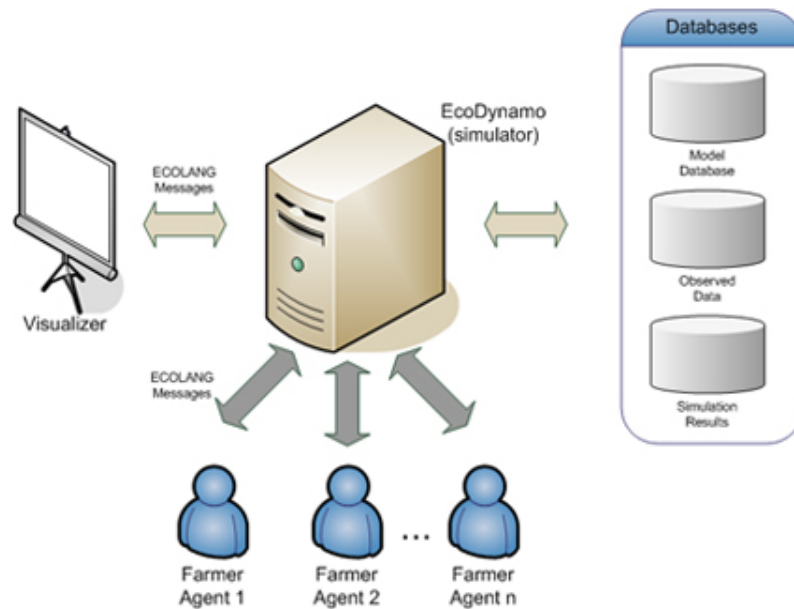 Databases
EcoDynamo
(simulator)
Model
Database
ECOLANG
Messages
Observed
Data
Visualizer
ECOLANG
Messages
Simulation
Results
...
Farmer
Agent 1
Farmer
Agent 2
Farmer
Agent n